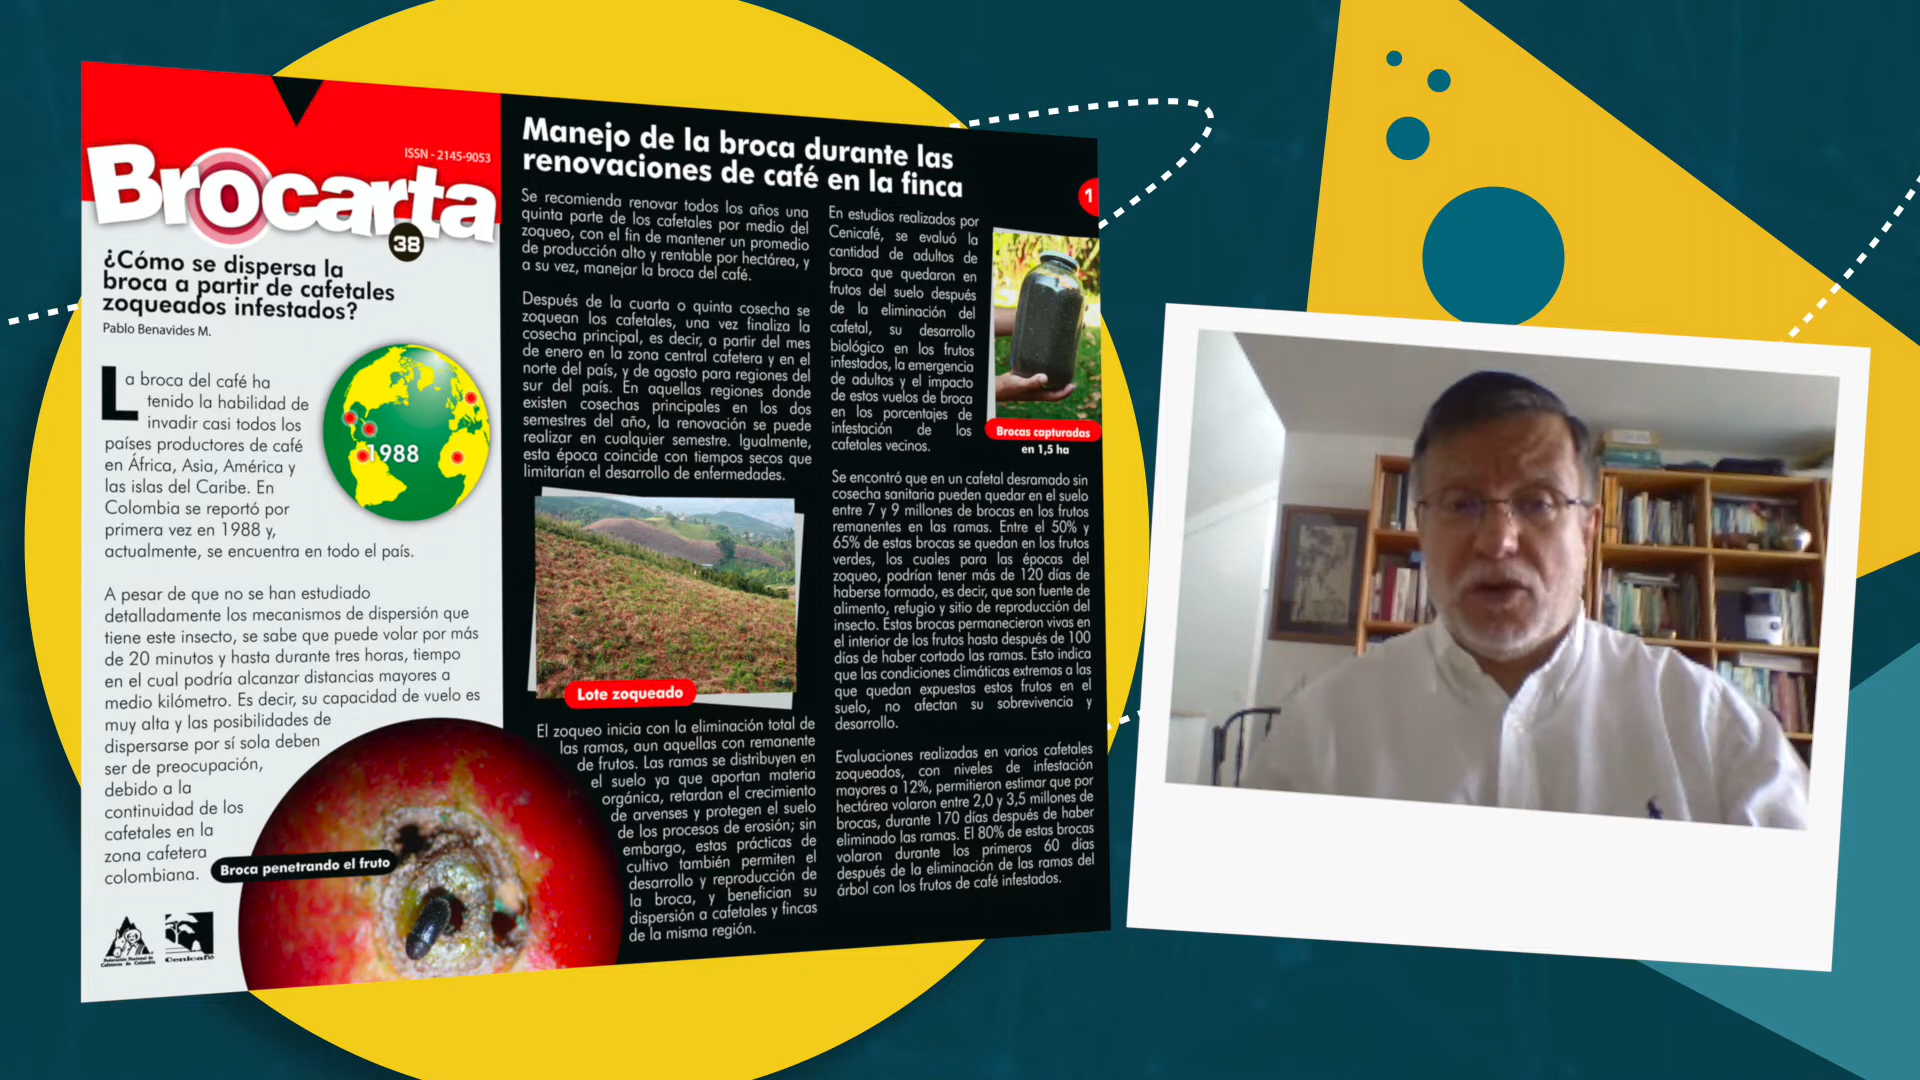 ISSN - 2145-9053
Brocarta
38
¿Cómo se dispersa la
broca a partir de cafetales
zoqueados infestados?
Pablo Benavides M.
La broca del café ha
tenido la habilidad de
invadir casi todos los
países productores de café
en África, Asia, América y
las islas del Caribe. En
Colombia se reportó por
primera vez en 1988 y,
actualmente, se encuentra en todo el país.
1988
A pesar de que no se han estudiado
detalladamente los mecanismos de dispersión que
tiene este insecto, se sabe que puede volar por más
de 20 minutos y hasta durante tres horas, tiempo
en el cual podría alcanzar distancias mayores a
medio kilómetro. Es decir, su capacidad de vuelo es
muy alta y las posibilidades de
dispersarse por sí sola deben
ser de preocupación,
debido a la
continuidad de los
cafetales en la
zona cafetera
colombiana.
Broca penetrando el fruto
Federación Nacional de
Cafeteros de Colombia
Cenicafé
Manejo de la broca durante las
renovaciones de café en la finca
1
Se recomienda renovar todos los años una
quinta parte de los cafetales por medio del
zoqueo, con el fin de mantener un promedio
de producción alto y rentable por hectárea, y
a su vez, manejar la broca del café.
Después de la cuarta o quinta cosecha se
zoquean los cafetales, una vez finaliza la
cosecha principal, es decir, a partir del mes
de enero en la zona central cafetera y en el
norte del país, y de agosto para regiones del
sur del país. En aquellas regiones donde
existen cosechas principales en los dos
semestres del año, la renovación se puede
realizar en cualquier semestre. Igualmente,
esta época coincide con tiempos secos que
limitarían el desarrollo de enfermedades.
Lote zoqueado
El zoqueo inicia con la eliminación total de
las ramas, aun aquellas con remanente
de frutos. Las ramas se distribuyen en
el suelo ya que aportan materia
orgánica, retardan el crecimiento
de arvenses y protegen el suelo
de los procesos de erosión; sin
embargo, estas prácticas de
cultivo también permiten el
desarrollo y reproducción de
la broca, y benefician su
dispersión a cafetales y fincas
de la misma región.
En estudios realizados por
Cenicafé, se evaluó la
cantidad de adultos de
broca que quedaron en
frutos del suelo después
de la eliminación del
cafetal, su desarrollo
biológico en los frutos
infestados, la emergencia
de adultos y el impacto
de estos vuelos de broca
en los porcentajes de
infestación de los
cafetales vecinos.
Brocas capturadas
en 1,5 ha
Se encontró que en un cafetal desramado sin
cosecha sanitaria pueden quedar en el suelo
entre 7 y 9 millones de brocas en los frutos
remanentes en las ramas. Entre el 50% y
65% de estas brocas se quedan en los frutos
verdes, los cuales para las épocas del
zoqueo, podrían tener más de 120 días de
haberse formado, es decir, que son fuente de
alimento, refugio y sitio de reproducción del
insecto. Estas brocas permanecieron vivas en
el interior de los frutos hasta después de 100
días de haber cortado las ramas. Esto indica
que las condiciones climáticas extremas a las
que quedan expuestas estos frutos en el
suelo, no afectan su sobrevivencia y
desarrollo.
Evaluaciones realizadas en varios cafetales
zoqueados, con niveles de infestación
mayores a 12%, permitieron estimar que por
hectárea volaron entre 2,0 y 3,5 millones de
brocas, durante 170 días después de haber
eliminado las ramas. El 80% de estas brocas
volaron durante los primeros 60 días
después de la eliminación de las ramas del
árbol con los frutos de café infestados.